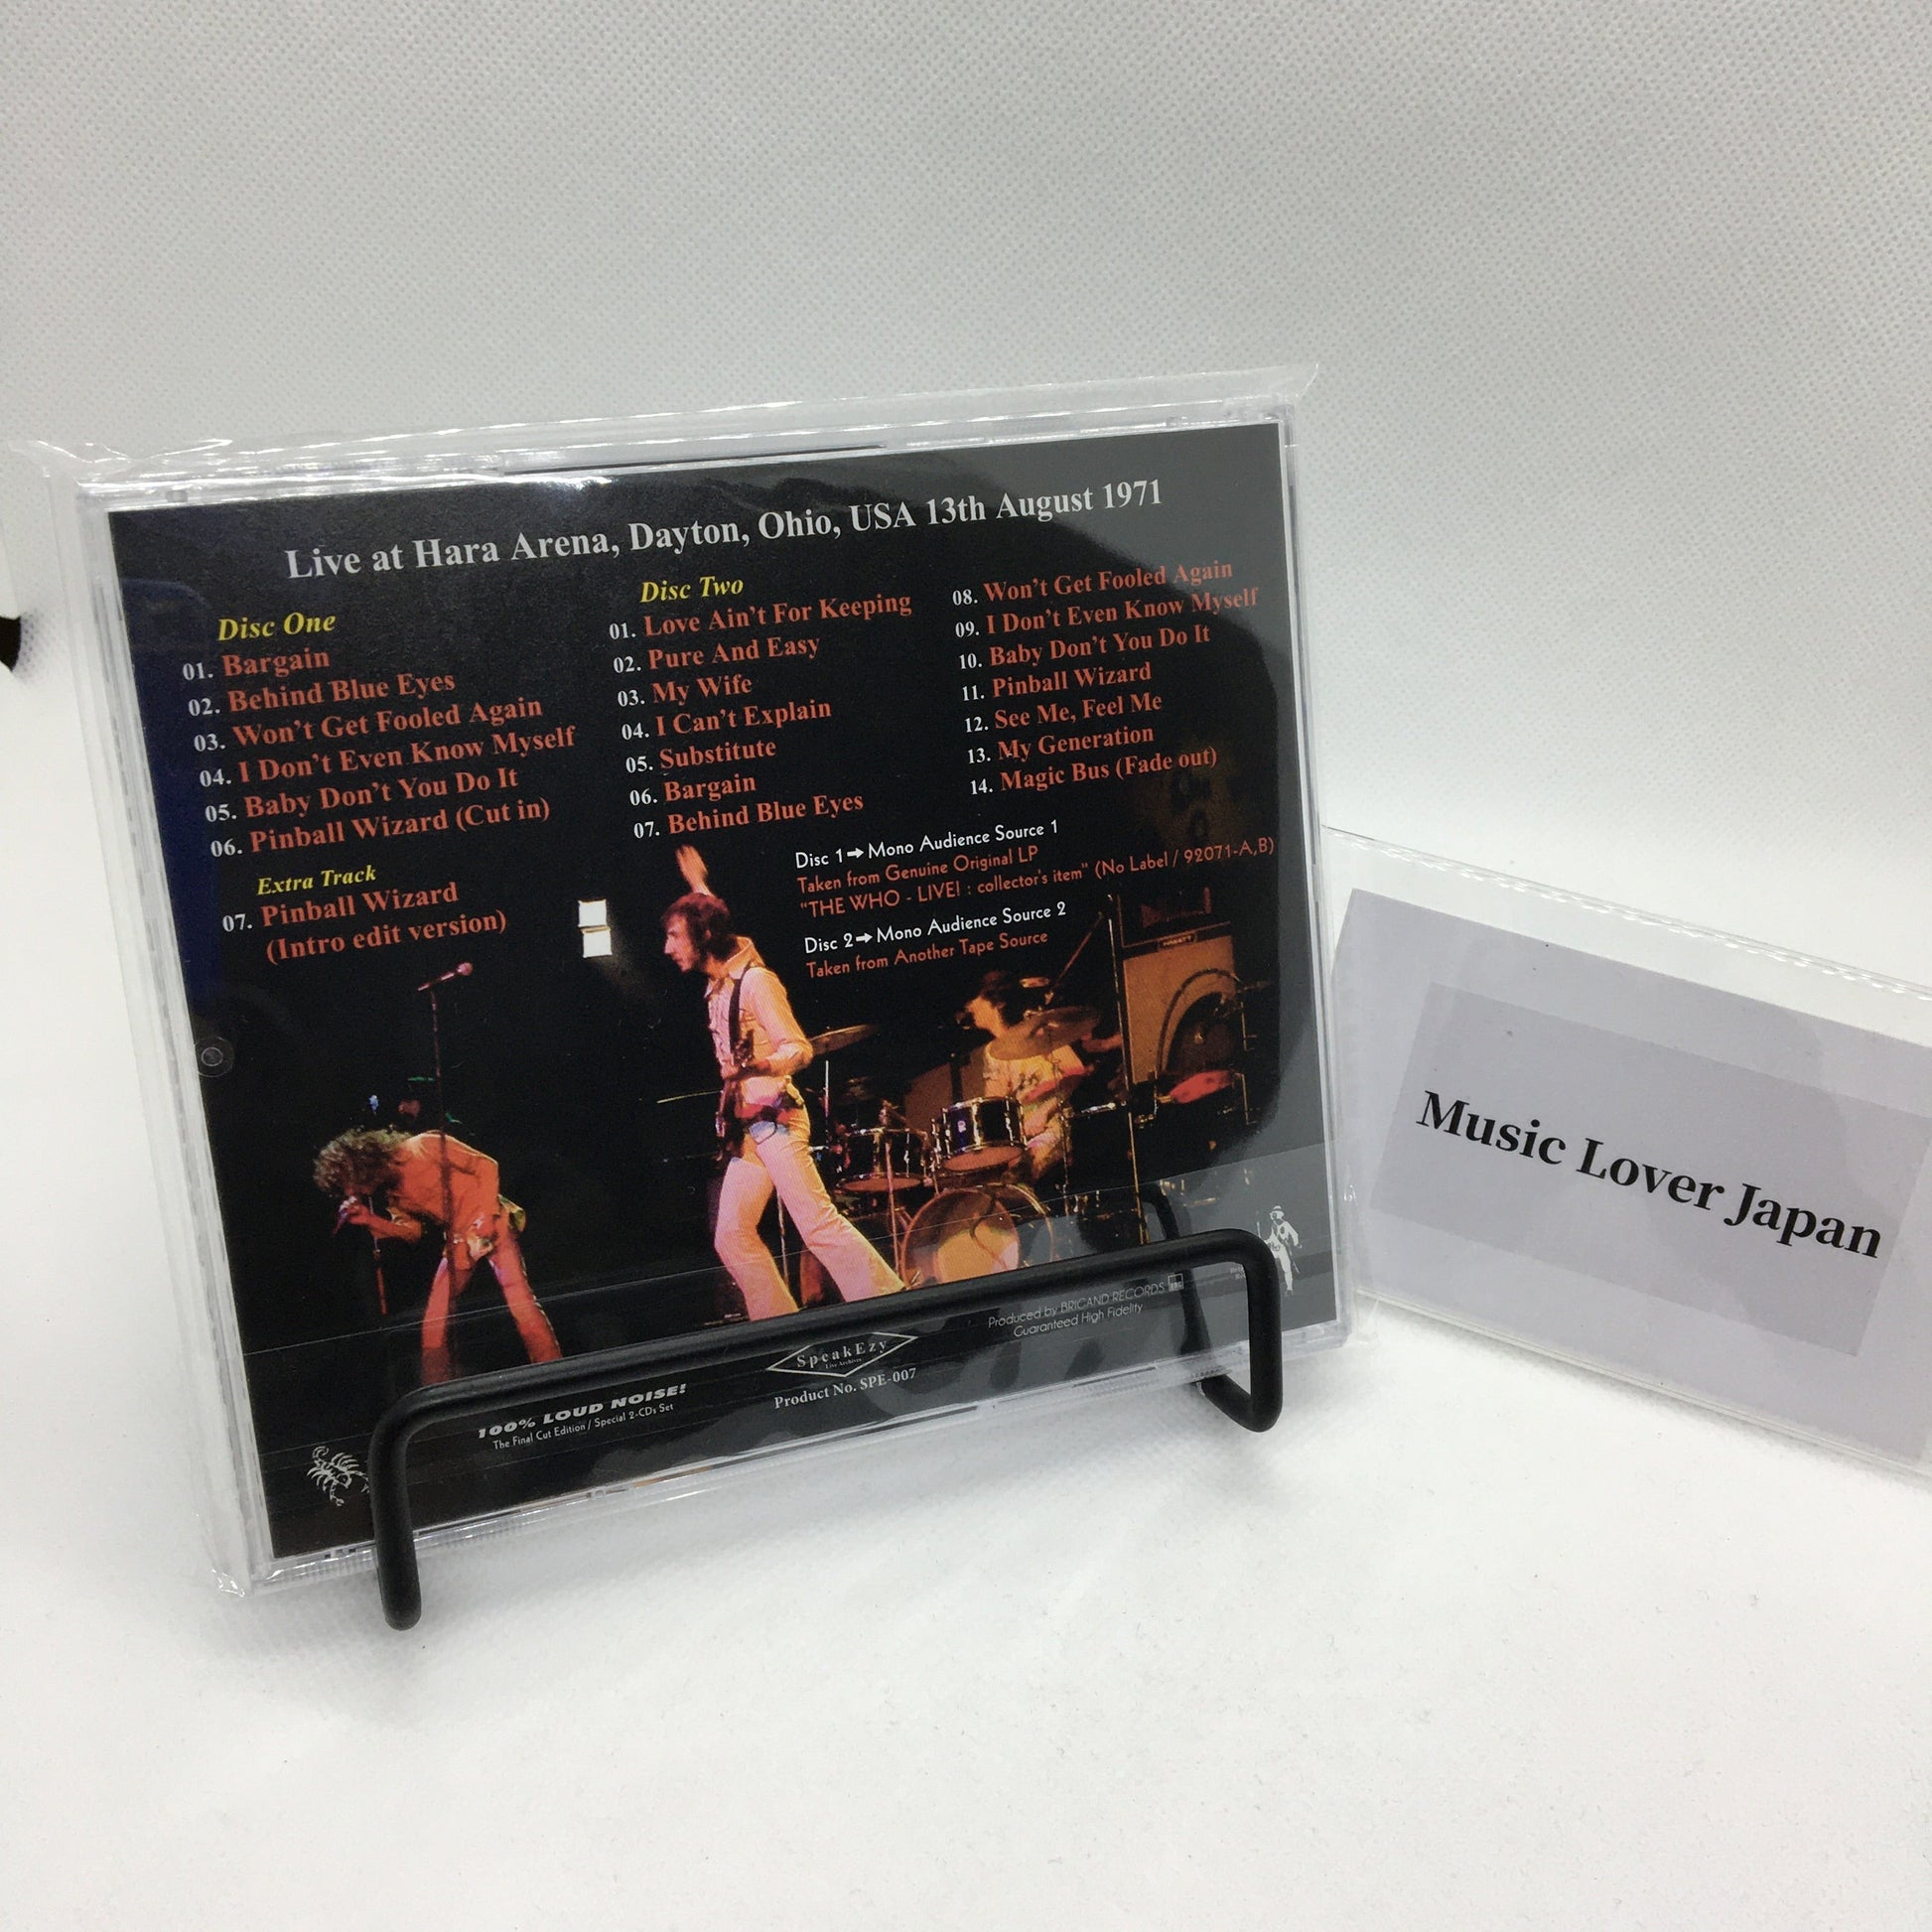 Live at Hara Arena, Dayton, Ohio, USA 13th August 1971
Disc One
01. Bargain
02. Behind Blue Eyes
03. Won't Get Fooled Again
04. I Don't Even Know Myself
05. Baby Don't You Do It
06. Pinball Wizard (Cut in)
Extra Track
07. Pinball Wizard
(Intro edit version)
Disc Two
01. Love Ain't For Keeping
02. Pure And Easy
03. My Wife
04. I Can't Explain
05. Substitute
06. Bargain
07. Behind Blue Eyes
08. Won't Get Fooled Again
09. I Don't Even Know Myself
10. Baby Don't You Do It
11. Pinball Wizard
12. See Me, Feel Me
13. My Generation
14. Magic Bus (Fade out)
Disc 1➡Mono Audience Source 1
Taken from Genuine Original LP
"THE WHO - LIVE! : collector's item" (No Label / 92071-A,B)
Disc 2➡Mono Audience Source 2
Taken from Another Tape Source
HIWATT
100% LOUD NOISE!
The Final Cut Edition / Special 2-CDs Set
SpeakEzy
Live Archives
Product No. SPE-007
Produced by BRICAND RECORDS
Guaranteed High Fidelity
Music Lover Japan